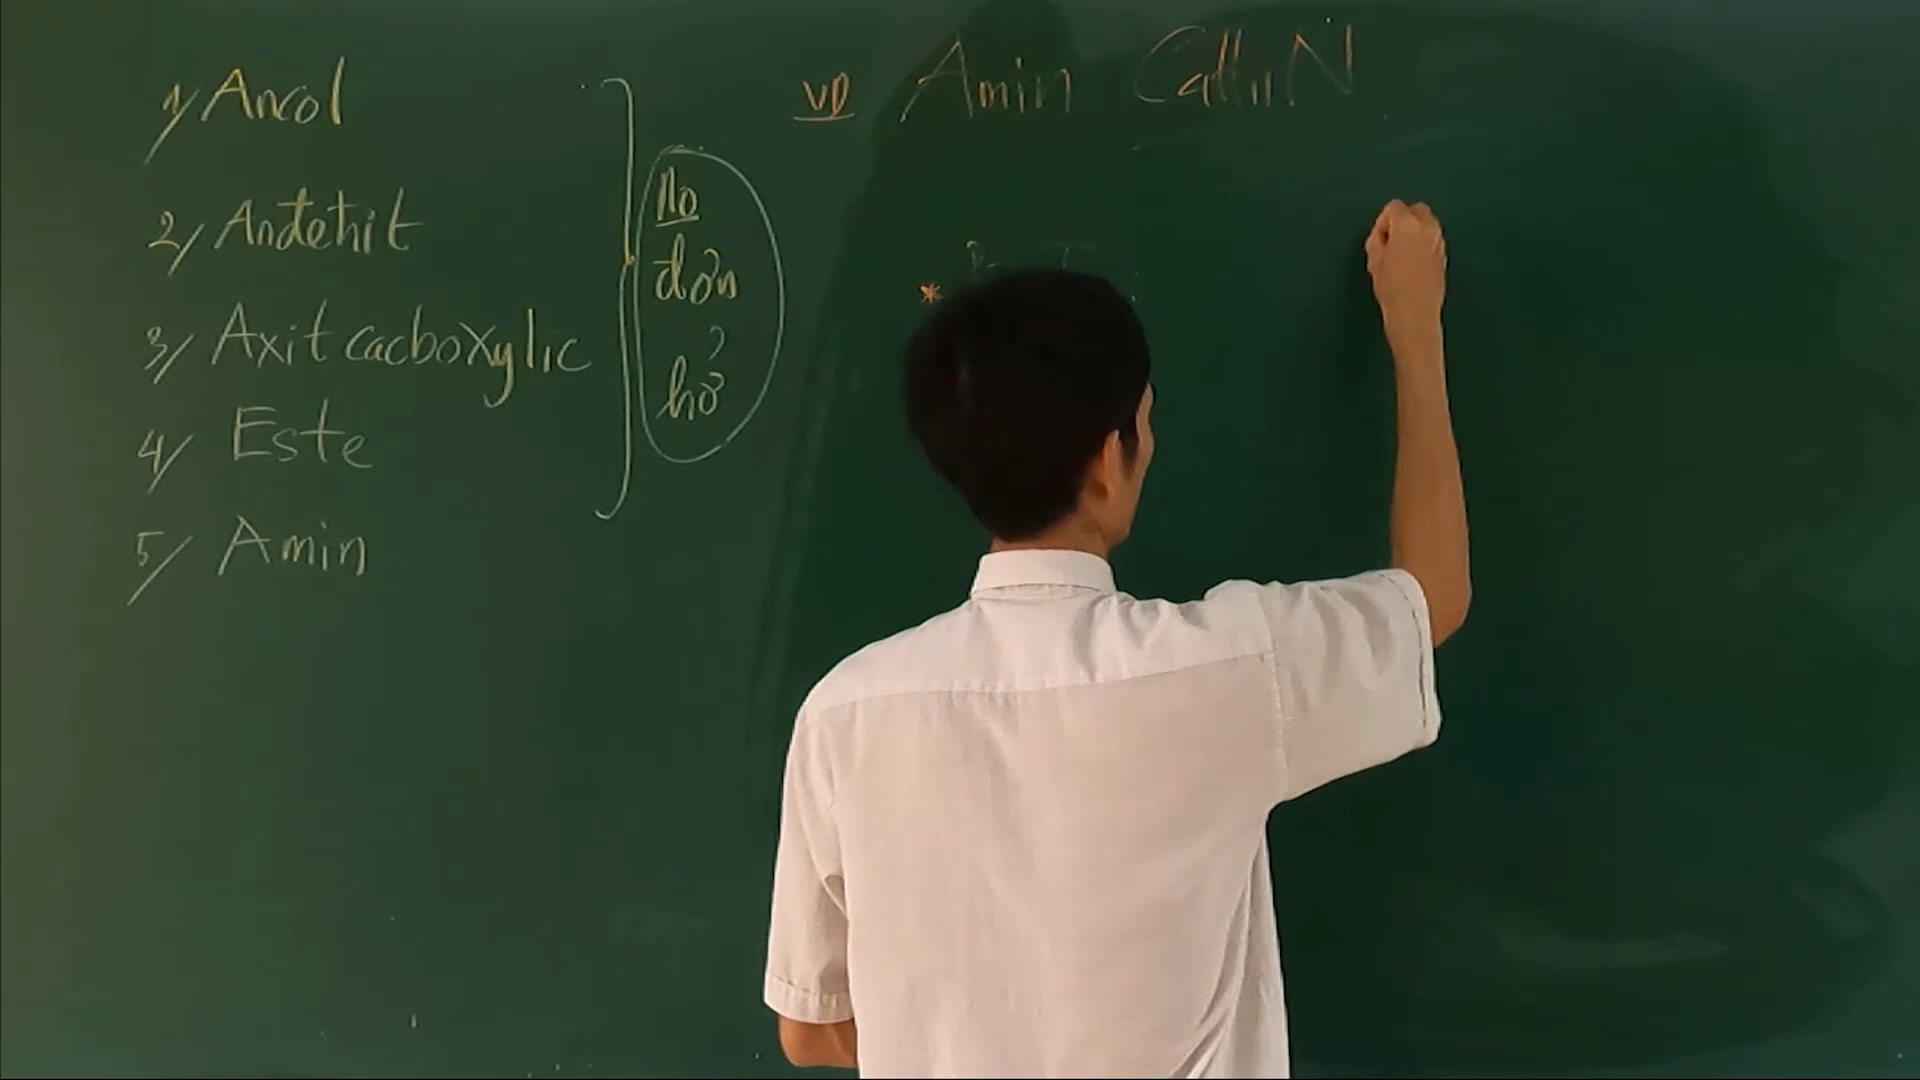 1/ Ancol
2/ Andehit
3/ Axit cacboxylic
4/ Este
5/ Amin
no
đơn
hở
VD Amin C4H11N
*